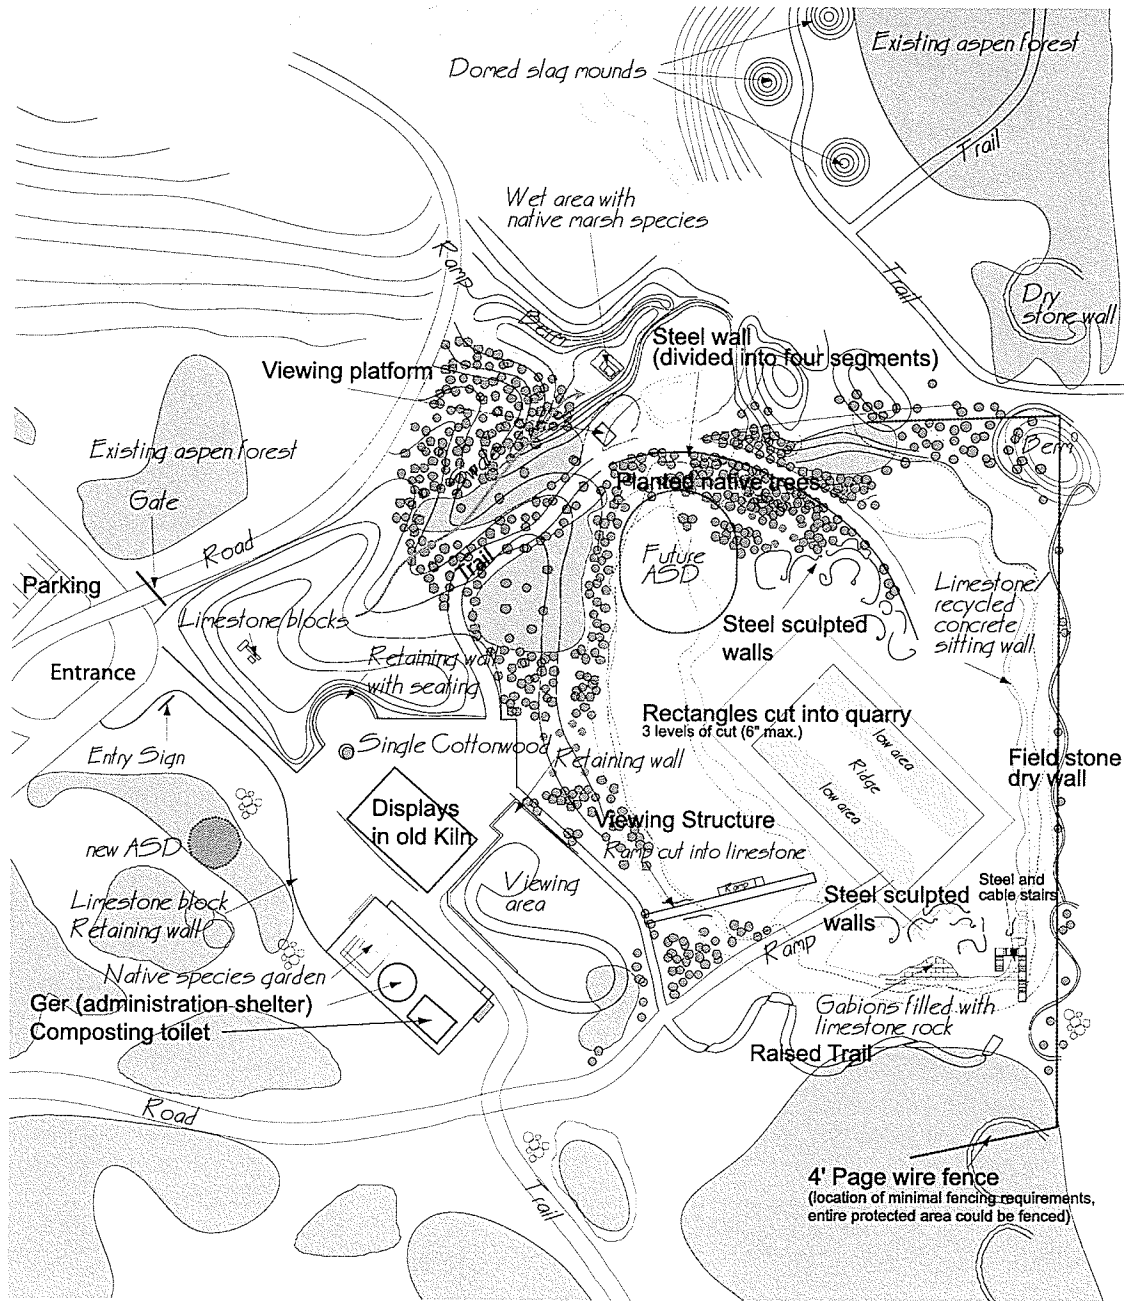 Existing aspen forest
Domed slag mounds
Trail
Wet area with
native marsh species
Ramp
Trail
Dry
stone wall
Berm
Steel wall
(divided into four segments)
Viewing platform
Existing aspen forest
Berm
Swale
Planted native trees
Gate
Road
Trail
Future
ASD
Parking
Limestone/
recycled
concrete
sitting wall
Limestone blocks
Steel sculpted
walls
Entrance
Retaining wall
with seating
Rectangles cut into quarry
3 levels of cut (6" max.)
low area
Ridge
low area
Entry Sign
Single Cottonwood
Retaining wall
Field stone
dry wall
Displays
in old Kiln
Viewing Structure
new ASD
Ramp cut into limestone
Viewing
area
Ramp
Steel sculpted
walls
Steel and
cable stairs
Limestone block
Retaining wall
Ramp
Native species garden
Ger (administration shelter)
Composting toilet
Gabions filled with
limestone rock
Raised Trail
Road
Trail
4' Page wire fence
(location of minimal fencing requirements,
entire protected area could be fenced)